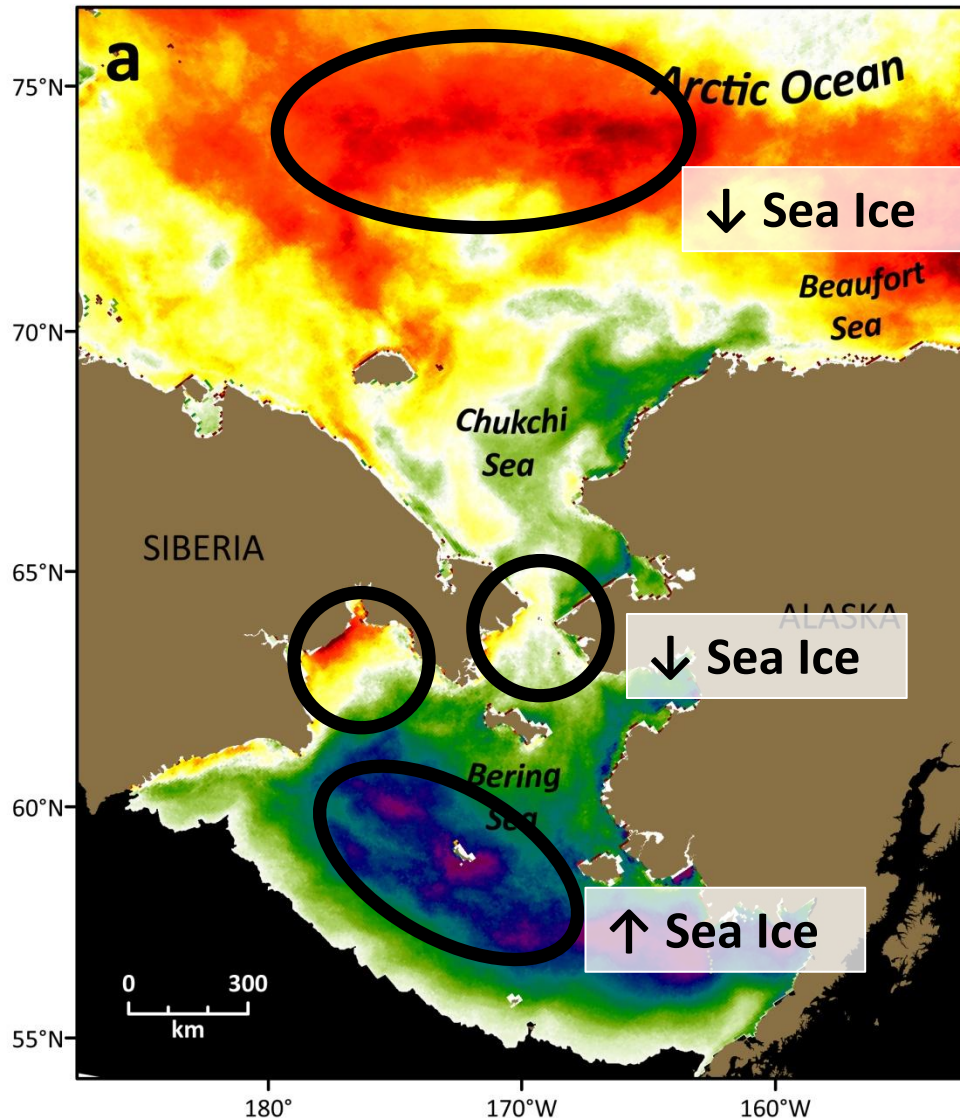 a
75°N
Arctic Ocean
↓ Sea Ice
Beaufort
Sea
70°N
Chukchi
Sea
SIBERIA
65°N
ALASKA
↓ Sea Ice
Bering
Sea
60°N
↑ Sea Ice
0 300
km
55°N
180° 170°W 160°W